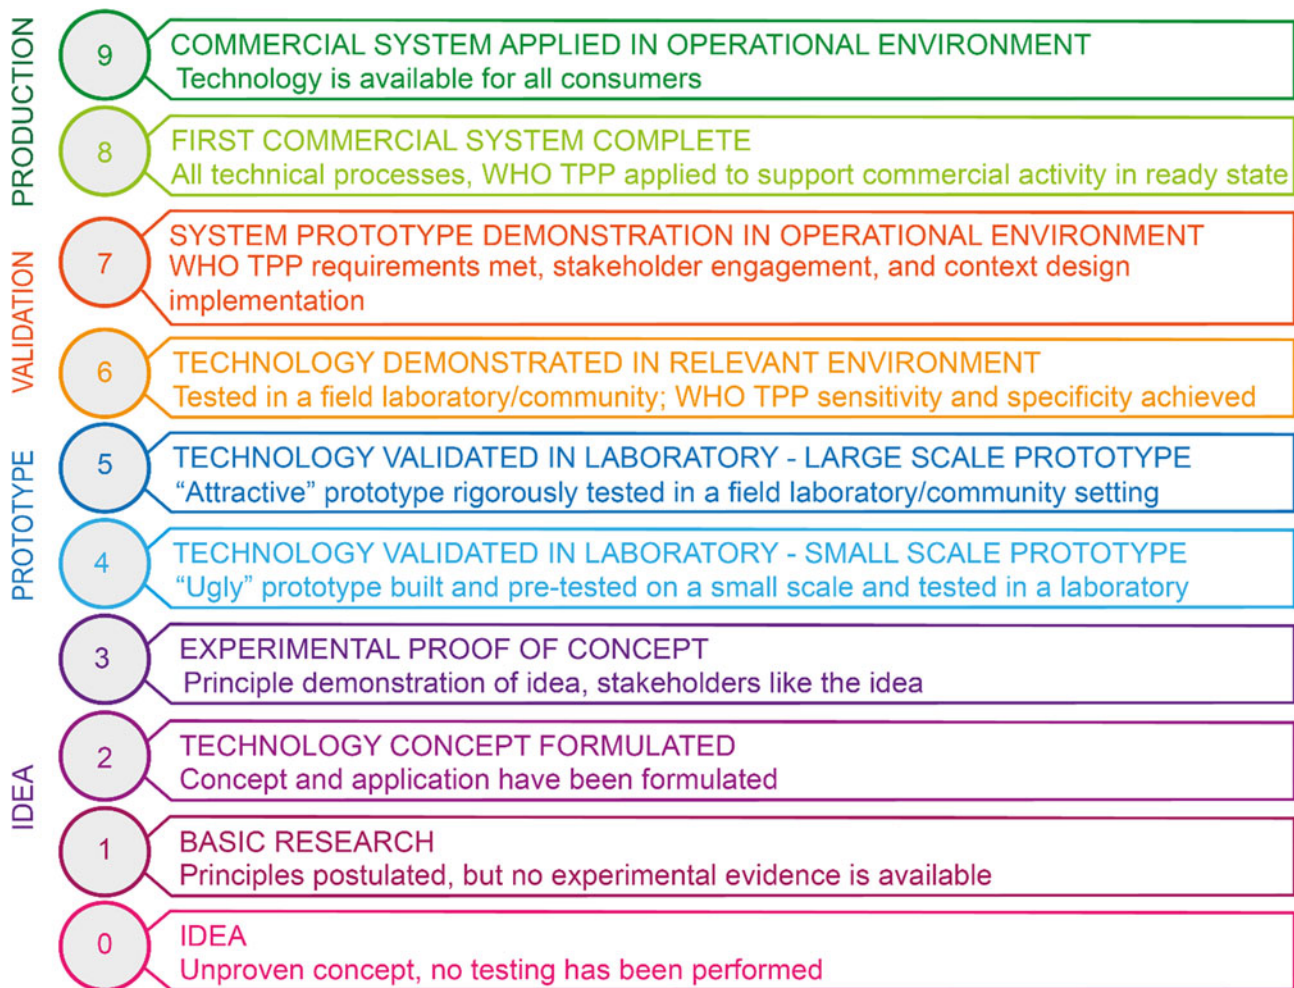 PRODUCTION
9
COMMERCIAL SYSTEM APPLIED IN OPERATIONAL ENVIRONMENT
Technology is available for all consumers
8
FIRST COMMERCIAL SYSTEM COMPLETE
All technical processes, WHO TPP applied to support commercial activity in ready state
VALIDATION
7
SYSTEM PROTOTYPE DEMONSTRATION IN OPERATIONAL ENVIRONMENT
WHO TPP requirements met, stakeholder engagement, and context design
implementation
6
TECHNOLOGY DEMONSTRATED IN RELEVANT ENVIRONMENT
Tested in a field laboratory/community; WHO TPP sensitivity and specificity achieved
PROTOTYPE
5
TECHNOLOGY VALIDATED IN LABORATORY - LARGE SCALE PROTOTYPE
“Attractive” prototype rigorously tested in a field laboratory/community setting
4
TECHNOLOGY VALIDATED IN LABORATORY - SMALL SCALE PROTOTYPE
“Ugly” prototype built and pre-tested on a small scale and tested in a laboratory
IDEA
3
EXPERIMENTAL PROOF OF CONCEPT
Principle demonstration of idea, stakeholders like the idea
2
TECHNOLOGY CONCEPT FORMULATED
Concept and application have been formulated
1
BASIC RESEARCH
Principles postulated, but no experimental evidence is available
0
IDEA
Unproven concept, no testing has been performed